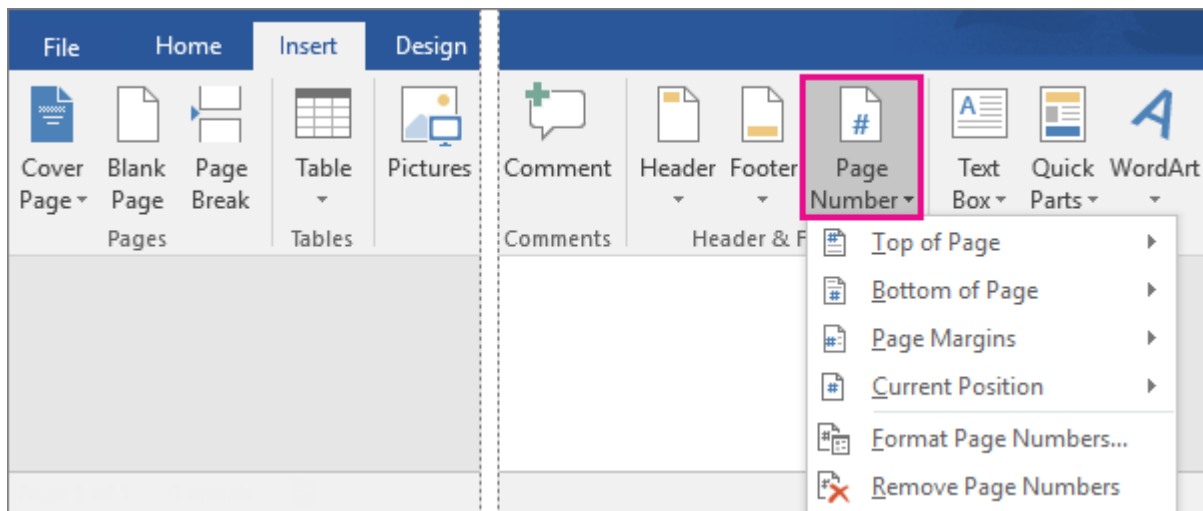 File Home Insert Design
Cover Page Blank Page Page Break Table Pictures Comment Header Footer Page Number Text Box Quick Parts WordArt
Pages Tables Comments Header & F
Top of Page
Bottom of Page
Page Margins
Current Position
Format Page Numbers...
Remove Page Numbers